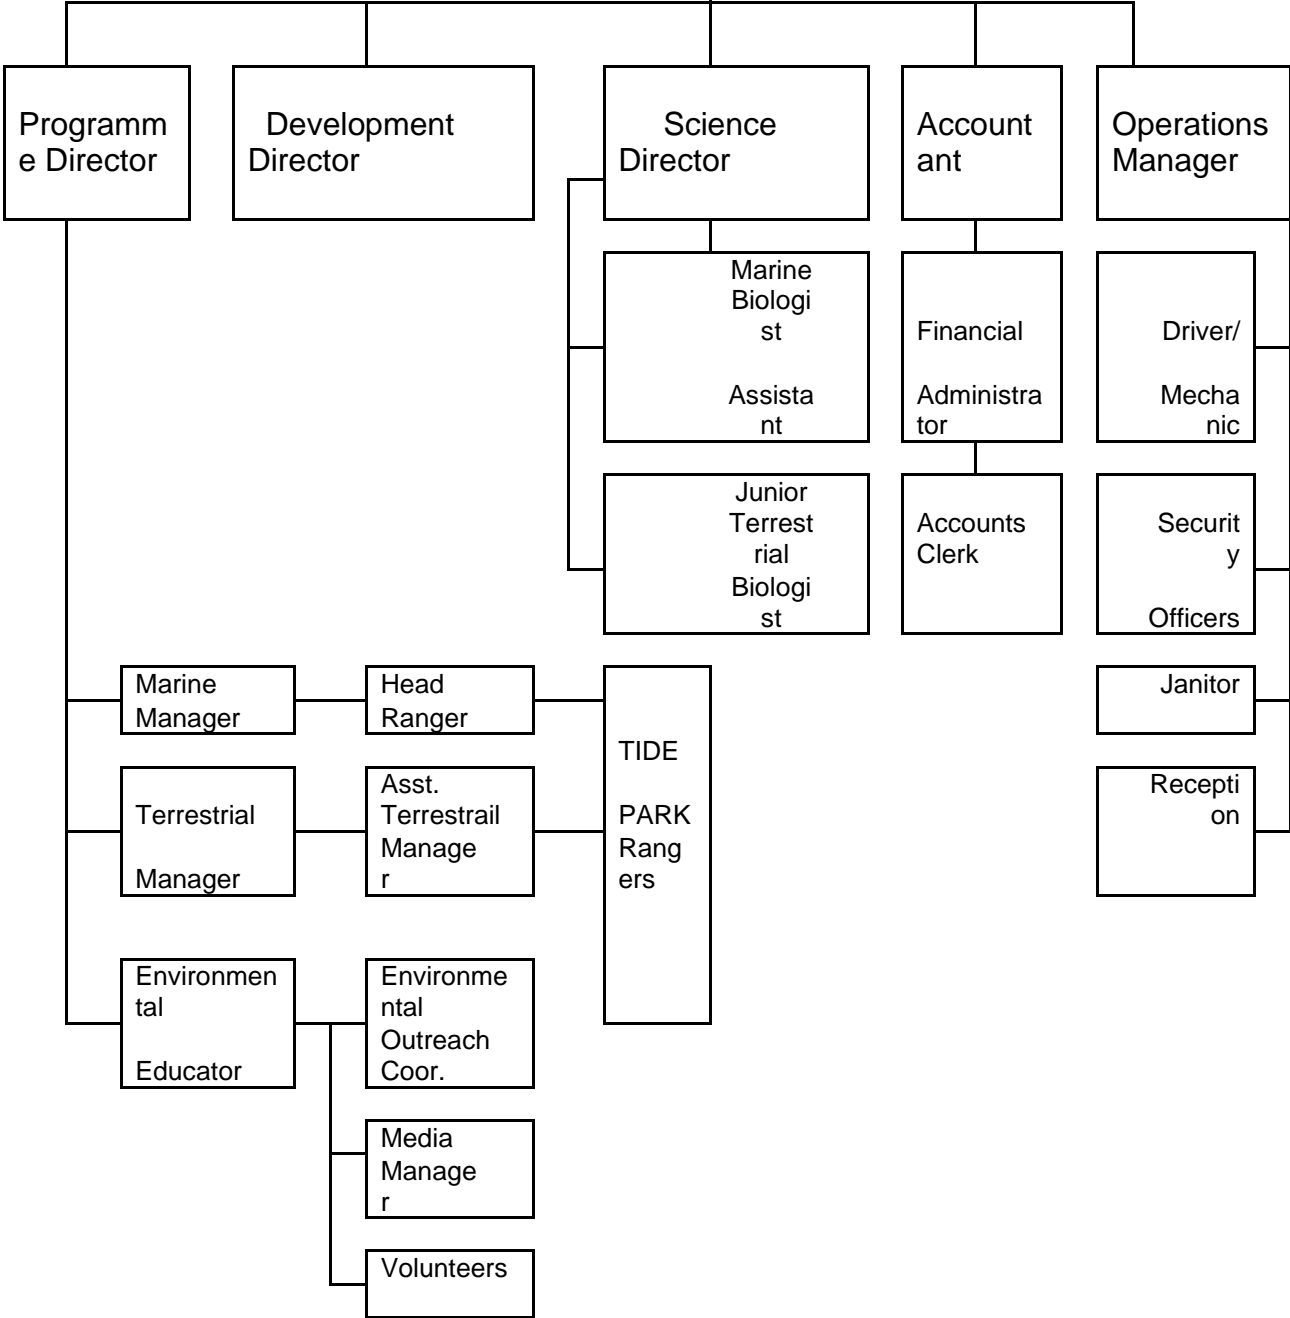 Programm
e Director
Development
Director
Science
Director
Account
ant
Operations
Manager
Marine
Biologi
st
Assista
nt
Financial
Administra
tor
Driver/
Mecha
nic
Junior
Terrest
rial
Biologi
st
Accounts
Clerk
Securit
y
Officers
Marine
Manager
Head
Ranger
TIDE
PARK
Rang
ers
Janitor
Terrestrial
Manager
Asst.
Terrestrail
Manage
r
Recepti
on
Environmen
tal
Educator
Environme
ntal
Outreach
Coor.
Media
Manage
r
Volunteers